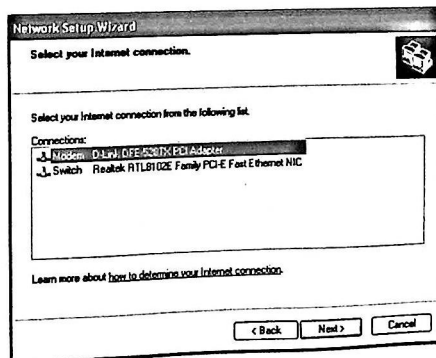 Network Setup Wizard
Select your Internet connection.
Select your Internet connection from the following list.
Connections:
Modem D-Link DFE-530TX PCI Adapter
Switch Realtek RTL8102E Family PCI-E Fast Ethernet NIC
Learn more about how to determine your Internet connection.
< Back Next > Cancel